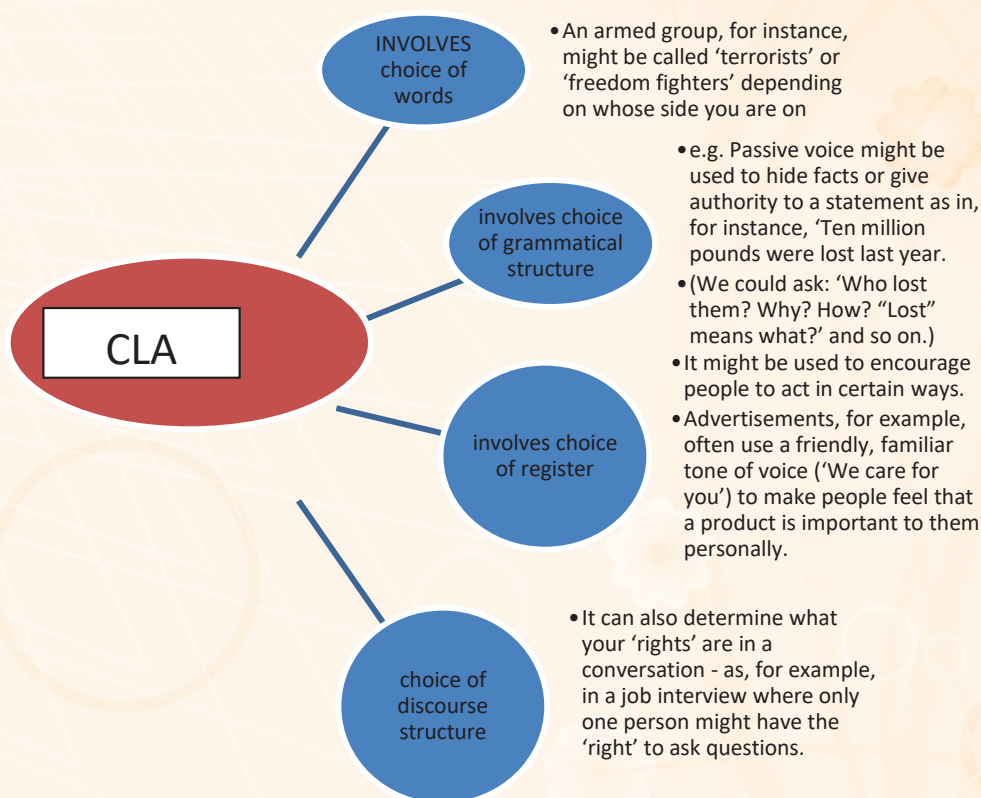 INVOLVES
choice of
words
• An armed group, for instance,
might be called ‘terrorists’ or
‘freedom fighters’ depending
on whose side you are on
involves choice
of grammatical
structure
• e.g. Passive voice might be
used to hide facts or give
authority to a statement as in,
for instance, ‘Ten million
pounds were lost last year.
• (We could ask: ‘Who lost
them? Why? How? “Lost”
means what?’ and so on.)
CLA
involves choice
of register
• It might be used to encourage
people to act in certain ways.
• Advertisements, for example,
often use a friendly, familiar
tone of voice (‘We care for
you’) to make people feel that
a product is important to them
personally.
choice of
discourse
structure
• It can also determine what
your ‘rights’ are in a
conversation - as, for example,
in a job interview where only
one person might have the
‘right’ to ask questions.